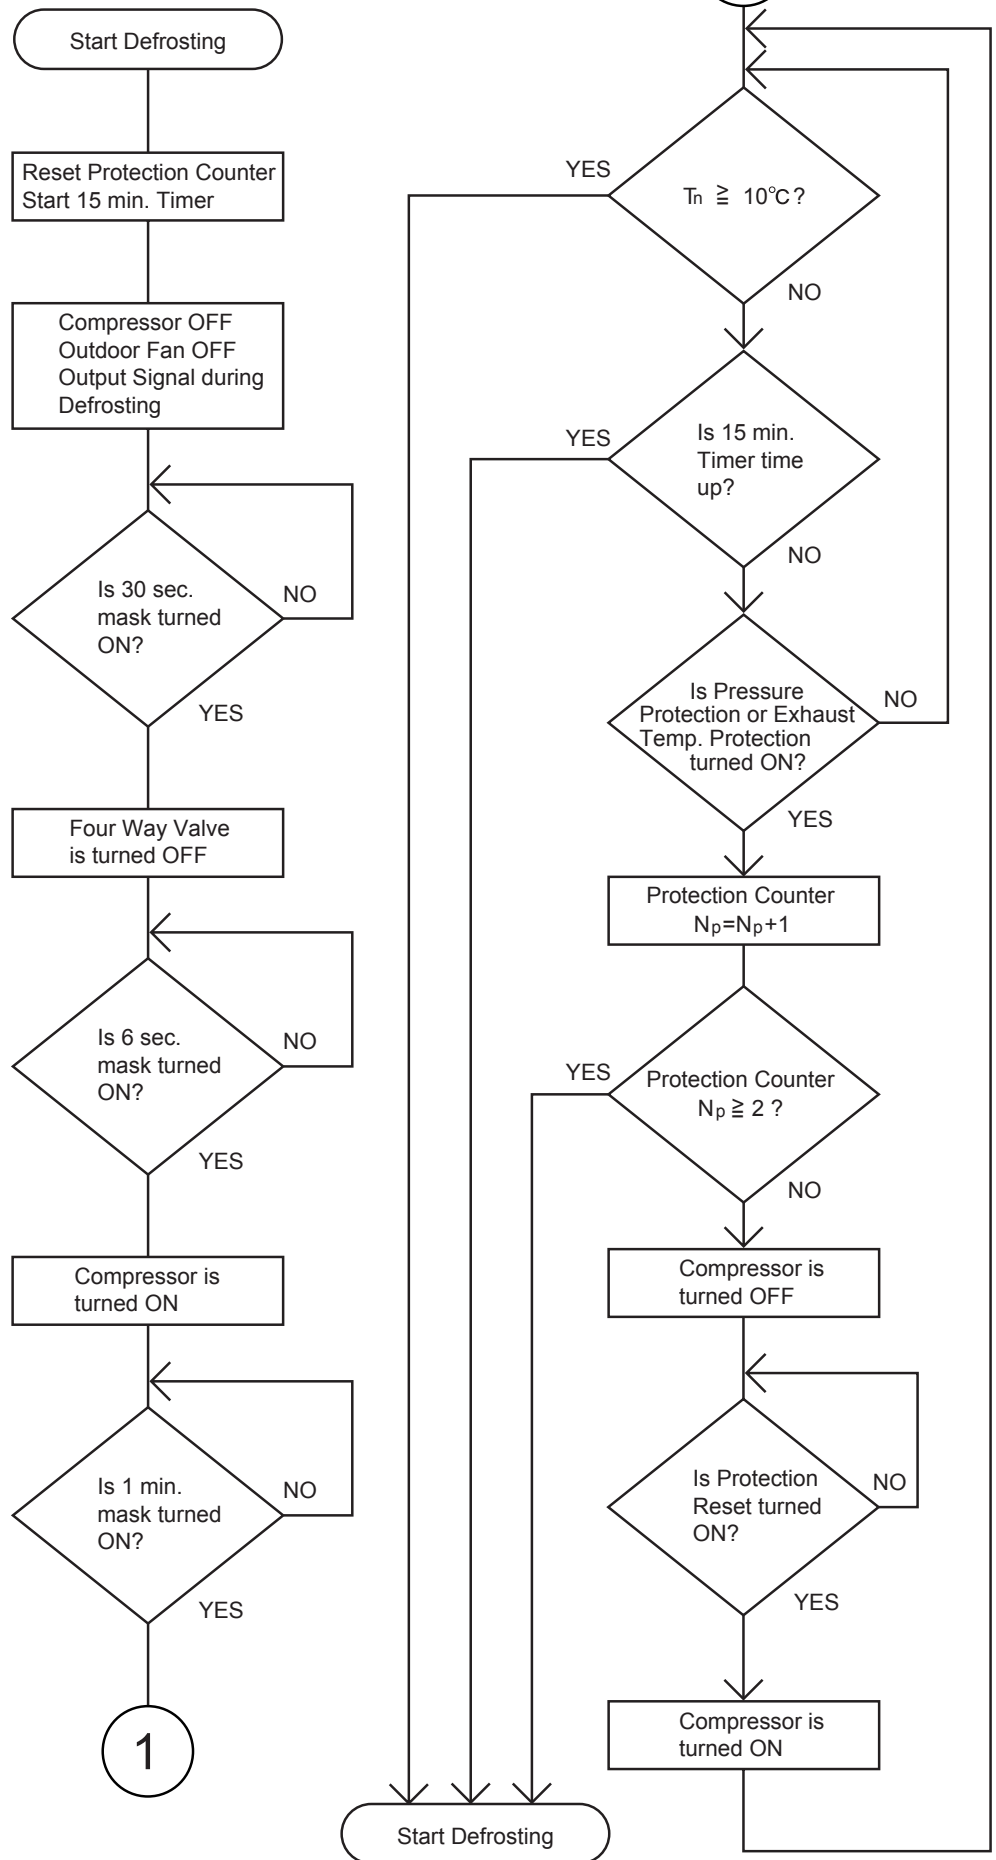 Start Defrosting
Reset Protection Counter
Start 15 min. Timer
Compressor OFF
Outdoor Fan OFF
Output Signal during
Defrosting
Is 30 sec.
mask turned
ON?
NO
YES
Four Way Valve
is turned OFF
Is 6 sec.
mask turned
ON?
NO
YES
Compressor is
turned ON
Is 1 min.
mask turned
ON?
NO
YES
1
YES
Tn ≧ 10°C?
NO
YES
Is 15 min.
Timer time
up?
NO
Is Pressure
Protection or Exhaust
Temp. Protection
turned ON?
NO
YES
Protection Counter
Np=Np+1
YES
Protection Counter
Np ≧ 2 ?
NO
Compressor is
turned OFF
Is Protection
Reset turned
ON?
NO
YES
Compressor is
turned ON
Start Defrosting